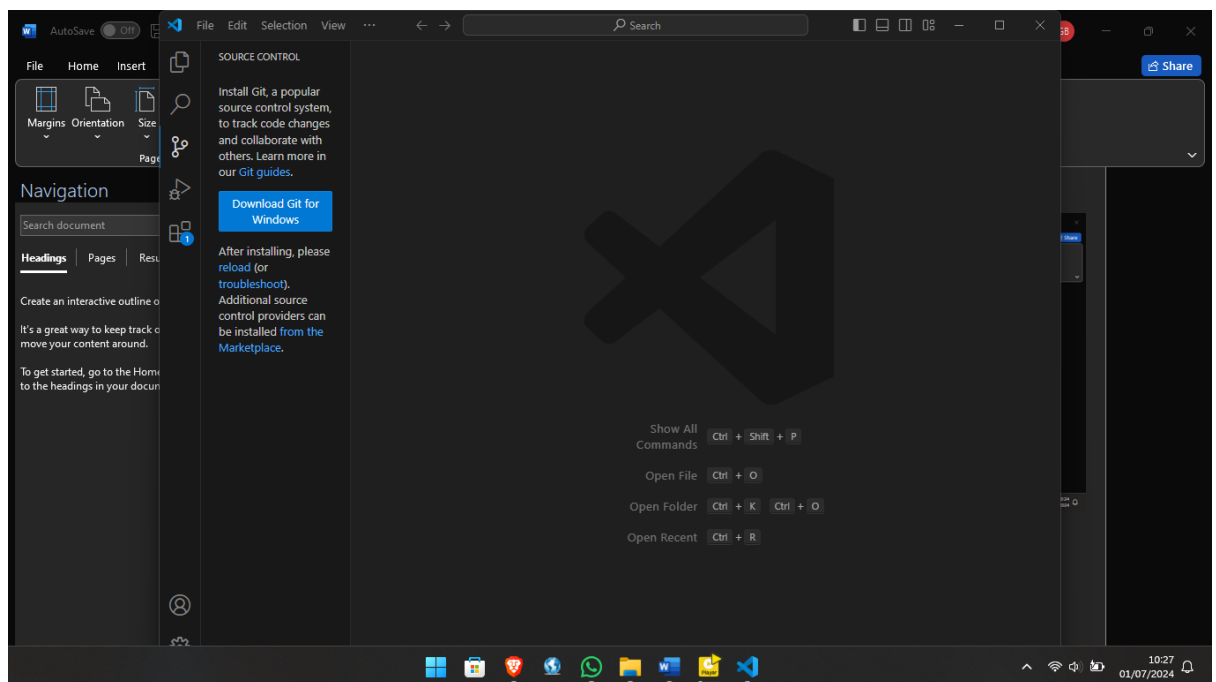 AutoSave Off
File Edit Selection View ... Search
File Home Insert
Share
Margins Orientation Size
Navigation
Search document
Headings Pages
Create an interactive outline
It's a great way to keep track
move your content around.
To get started, go to the
to the headings in your
SOURCE CONTROL
Install Git, a popular
source control system,
to track code changes
and collaborate with
others. Learn more in
our Git guides.
Download Git for
Windows
After installing, please
reload (or
troubleshoot).
Additional source
control providers can
be installed from the
Marketplace.
1
Show All
Commands Ctrl + Shift + P
Open File Ctrl + O
Open Folder Ctrl + K Ctrl + O
Open Recent Ctrl + R
Share
Player
10:27
01/07/2024